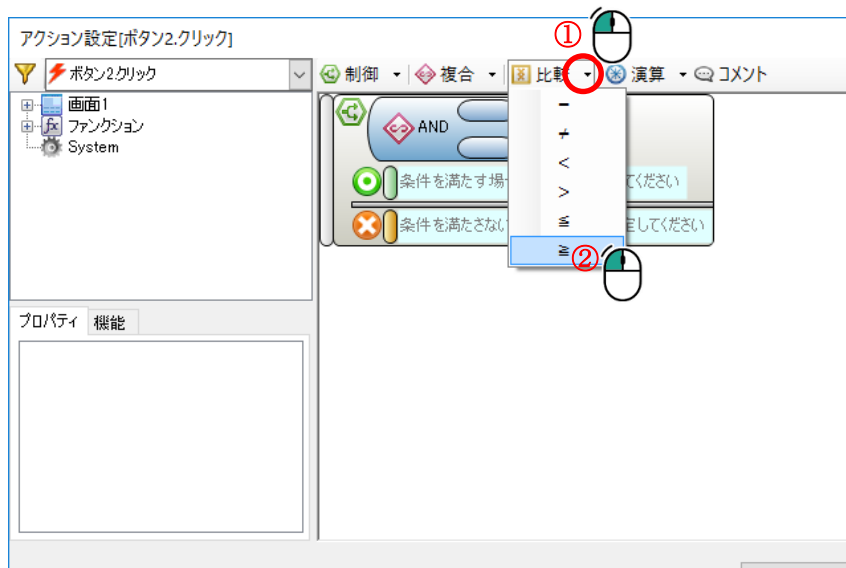 アクション設定[ボタン2.クリック]
①
ボタン2.クリック
制御 複合 比較 演算 コメント
画面1
ファンクション
System
AND
=
≠
<
>
≦
≧
②
条件を満たす場 てください
条件を満たさない 定してください
プロパティ 機能